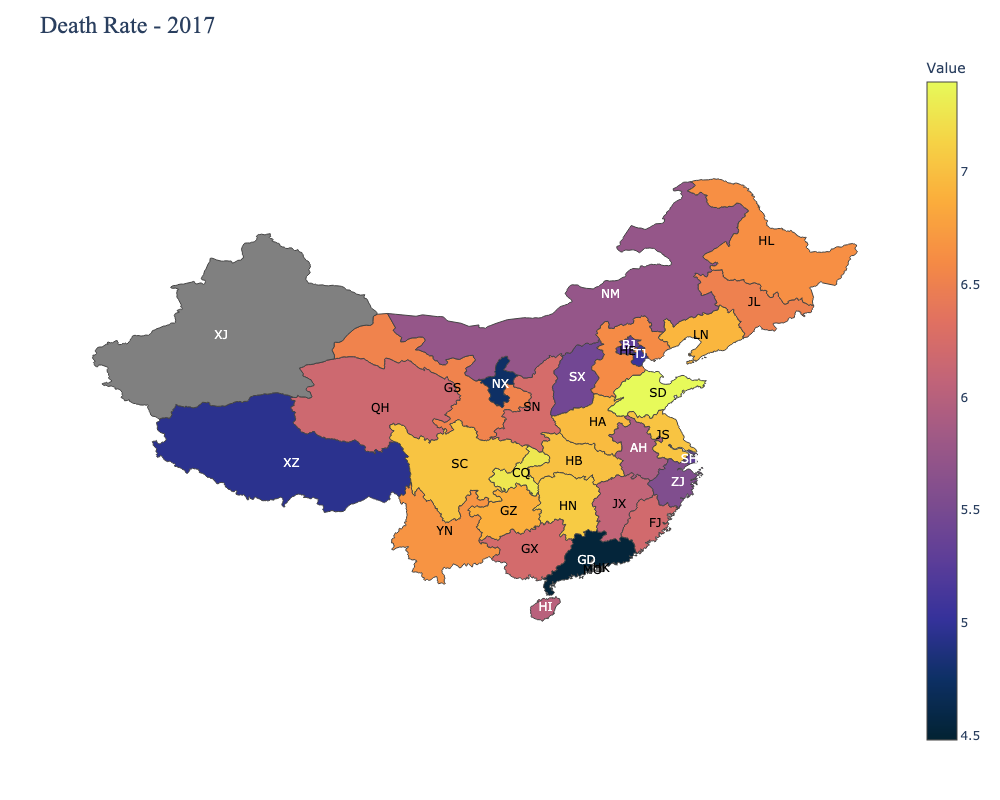 Death Rate - 2017
Value
7
6.5
6
5.5
5
4.5
HL
NM
JL
XJ
LN
BJ
HE
TJ
SX
NX
GS
SD
QH
SN
HA
JS
AH
SH
XZ
SC
HB
CQ
ZJ
JX
HN
GZ
FJ
YN
GX
GD
HK
MO
HI